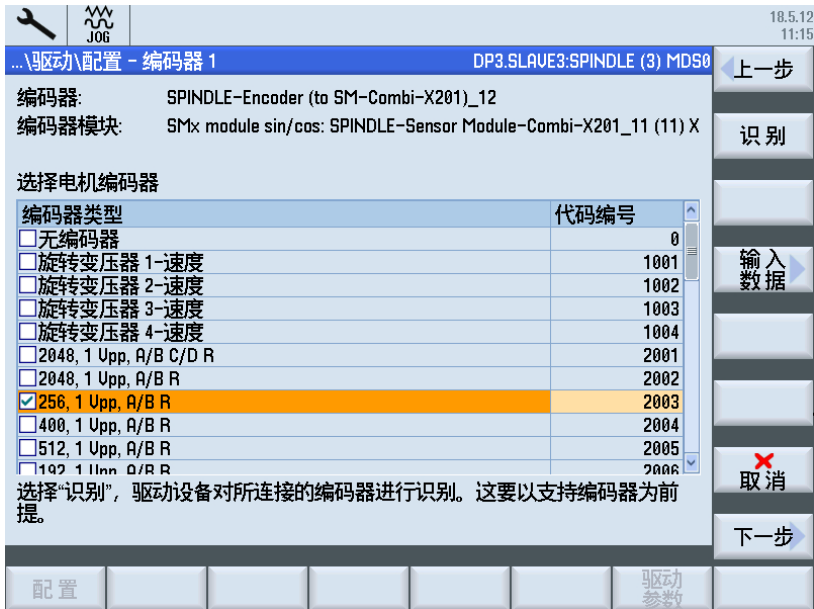 JOG
18.5.12
11:15
...\驱动\配置 - 编码器 1
DP3.SLAVE3:SPINDLE (3) MDS0
上一步
编码器:
SPINDLE-Encoder (to SM-Combi-X201)_12
编码器模块:
SMx module sin/cos: SPINDLE-Sensor Module-Combi-X201_11 (11) X
识别
选择电机编码器
编码器类型 代码编号
无编码器 0
旋转变压器 1-速度 1001
旋转变压器 2-速度 1002
旋转变压器 3-速度 1003
旋转变压器 4-速度 1004
2048, 1 Vpp, A/B C/D R 2001
2048, 1 Vpp, A/B R 2002
256, 1 Vpp, A/B R 2003
400, 1 Vpp, A/B R 2004
512, 1 Vpp, A/B R 2005
192, 1 Vpp, A/B R 2006
输入
数据
选择“识别”, 驱动设备对所连接的编码器进行识别。这要以支持编码器为前
提。
取消
下一步
配置
驱动
参数